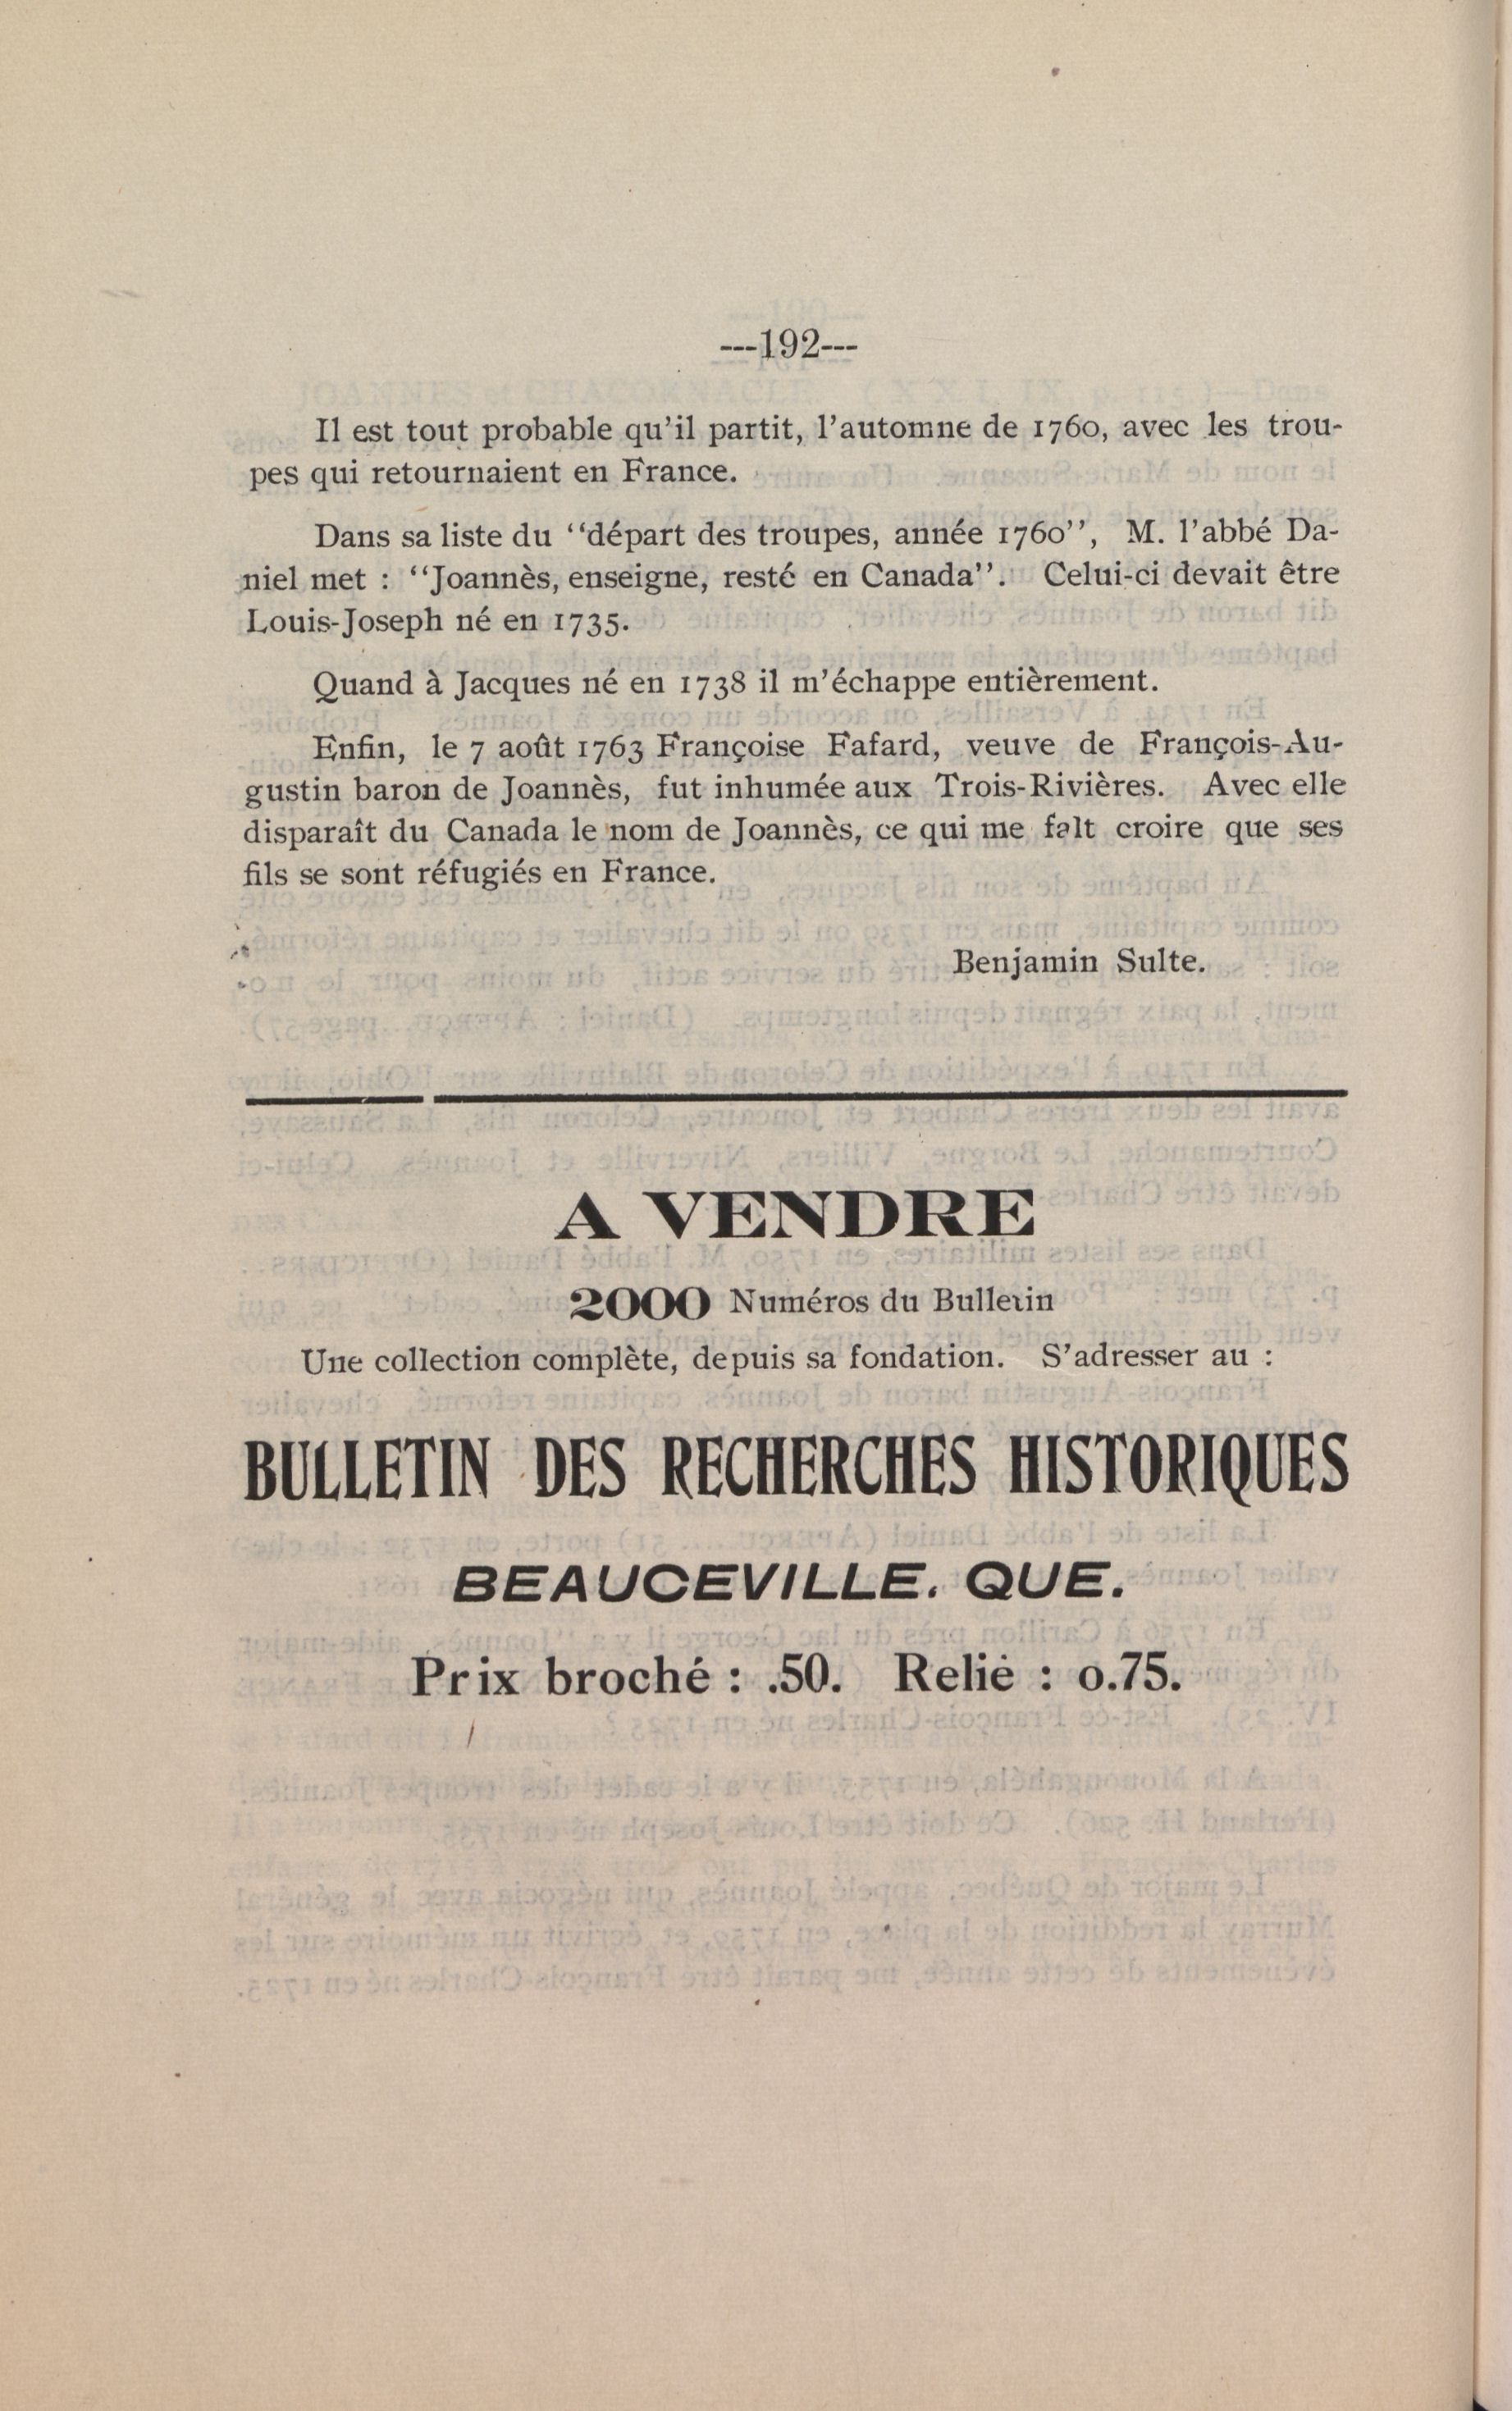 ---192---
Il est tout probable qu'il partit, l'automne de 1760, avec les trou-
pes qui retournaient en France.
Dans sa liste du ‘‘départ des troupes, année 1760’’, M. l'abbé Da-
niel met : ‘‘Joannès, enseigne, resté en Canada’’. Celui-ci devait être
Louis-Joseph né en 1735.
Quand à Jacques né en 1738 il m'échappe entièrement.
Enfin, le 7 août 1763 Françoise Fafard, veuve de François-Au-
gustin baron de Joannès, fut inhumée aux Trois-Rivières. Avec elle
disparaît du Canada le nom de Joannès, ce qui me fait croire que ses
fils se sont réfugiés en France.
Benjamin Sulte.
A VENDRE
2000 Numéros du Bulletin
Une collection complète, depuis sa fondation. S'adresser au :
BULLETIN DES RECHERCHES HISTORIQUES
BEAUCEVILLE. QUE.
Prix broché : .50. Relié : 0.75.